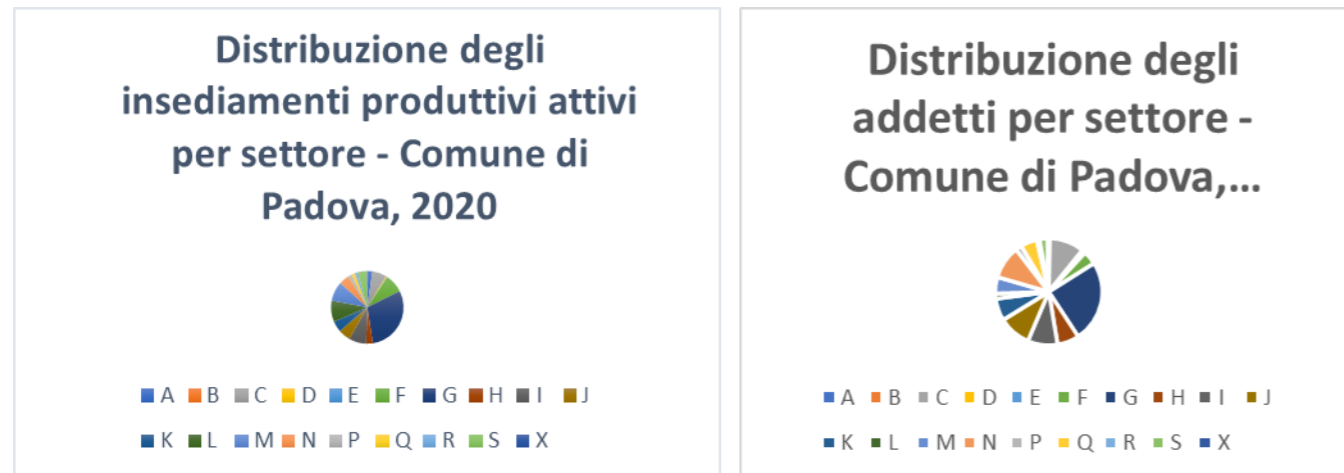 Distribuzione degli
insediamenti produttivi attivi
per settore - Comune di
Padova, 2020
A B C D E F G H I J
K L M N P Q R S X
Distribuzione degli
addetti per settore -
Comune di Padova,...
A B C D E F G H I J
K L M N P Q R S X